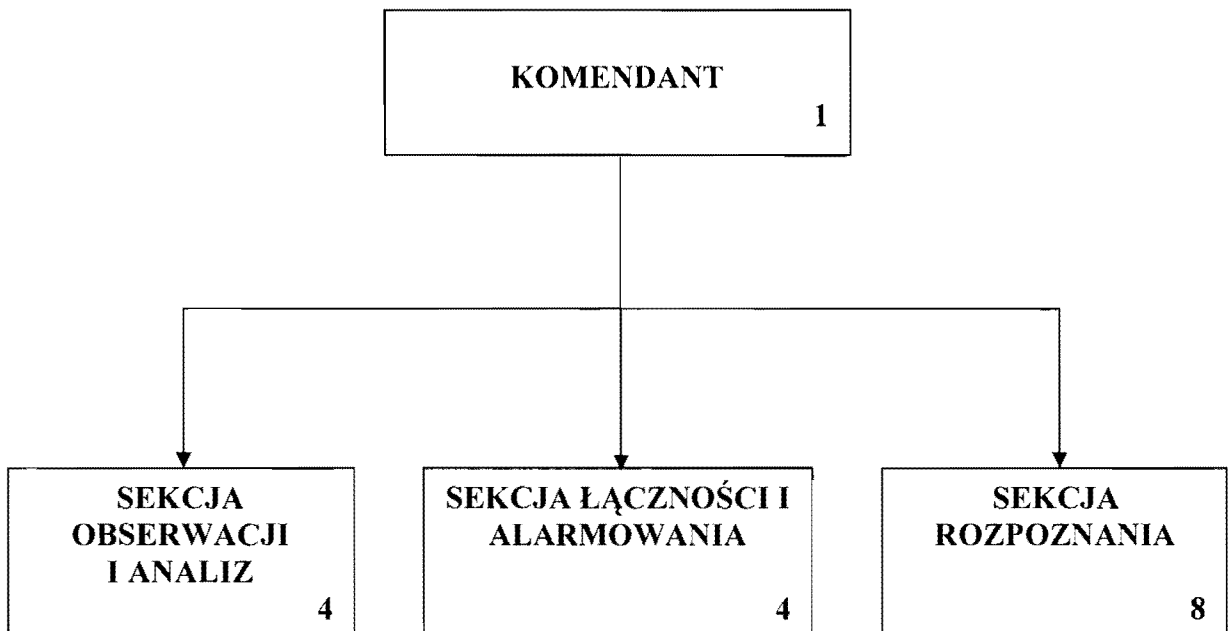 KOMENDANT
1
SEKCJA
OBSERWACJI
I ANALIZ
4
SEKCJA ŁĄCZNOŚCI I
ALARMOWANIA
4
SEKCJA
ROZPOZNANIA
8